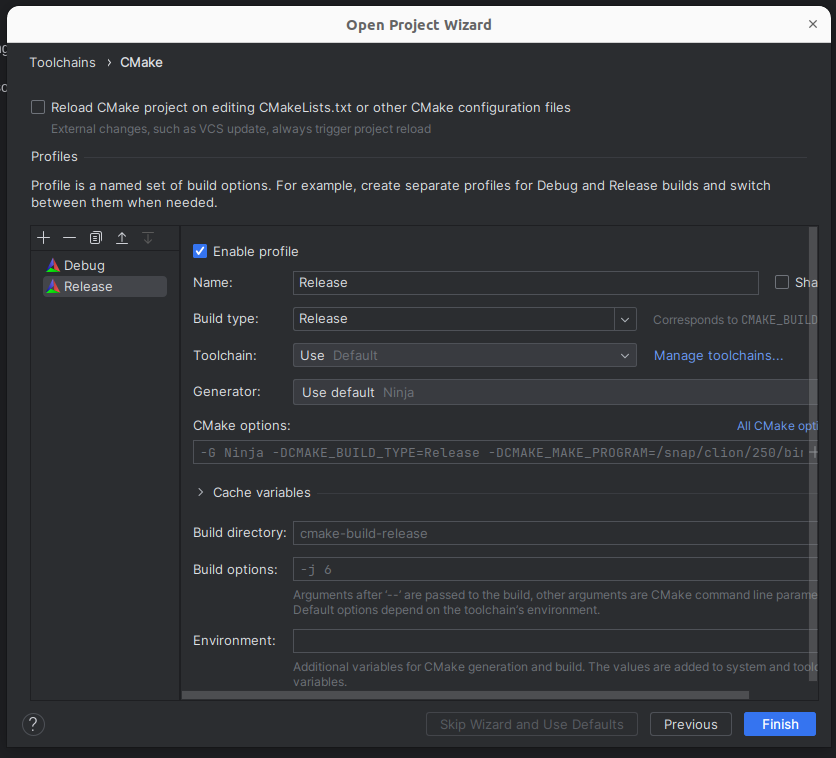 Open Project Wizard
Toolchains › CMake
Reload CMake project on editing CMakeLists.txt or other CMake configuration files
External changes, such as VCS update, always trigger project reload
Profiles
Profile is a named set of build options. For example, create separate profiles for Debug and Release builds and switch
between them when needed.
Debug
Release
Enable profile
Name: Release Sha
Build type: Release Corresponds to CMAKE_BUILD
Toolchain: Use Default Manage toolchains...
Generator: Use default Ninja
CMake options: All CMake opti
-G Ninja -DCMAKE_BUILD_TYPE=Release -DCMAKE_MAKE_PROGRAM=/snap/clion/250/bin
Cache variables
Build directory: cmake-build-release
Build options: -j 6
Arguments after '--' are passed to the build, other arguments are CMake command line parame
Default options depend on the toolchain's environment.
Environment:
Additional variables for CMake generation and build. The values are added to system and toolc
variables.
? Skip Wizard and Use Defaults Previous Finish